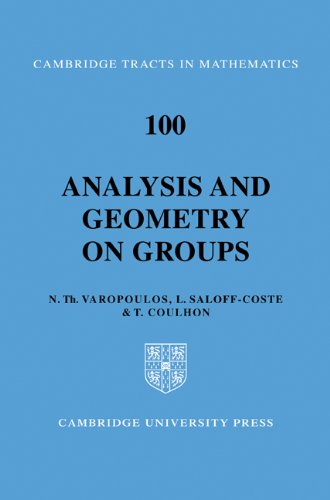 CAMBRIDGE TRACTS IN MATHEMATICS
100
ANALYSIS AND
GEOMETRY
ON GROUPS
N. Th. VAROPOULOS, L. SALOFF-COSTE
& T. COULHON
CAMBRIDGE UNIVERSITY PRESS